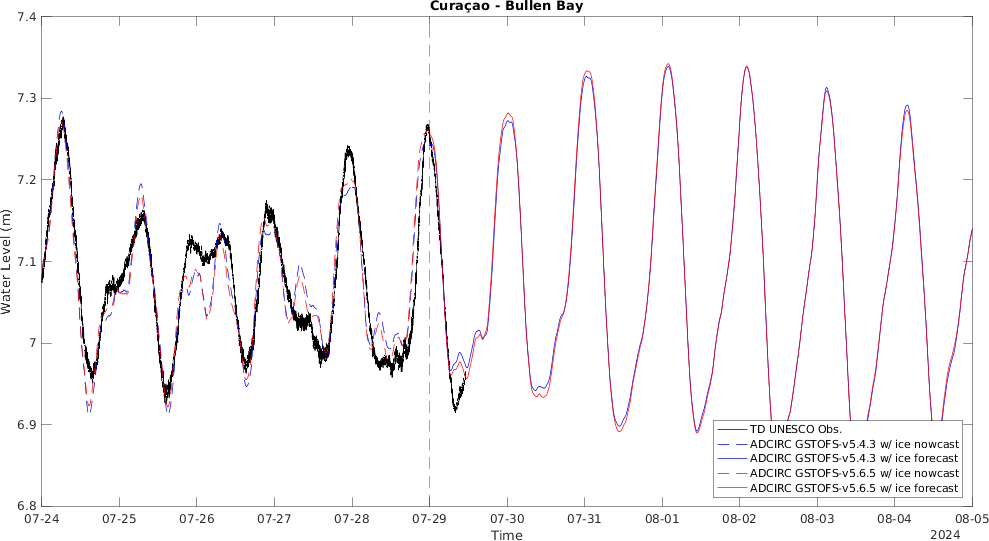 Curaçao - Bullen Bay
7.4
7.3
7.2
7.1
7
6.9
6.8
Water Level (m)
TD UNESCO Obs.
ADCIRC GSTOFS-v5.4.3 w/ ice nowcast
ADCIRC GSTOFS-v5.4.3 w/ ice forecast
ADCIRC GSTOFS-v5.6.5 w/ ice nowcast
ADCIRC GSTOFS-v5.6.5 w/ ice forecast
07-24 07-25 07-26 07-27 07-28 07-29 07-30 07-31 08-01 08-02 08-03 08-04 08-05
Time
2024